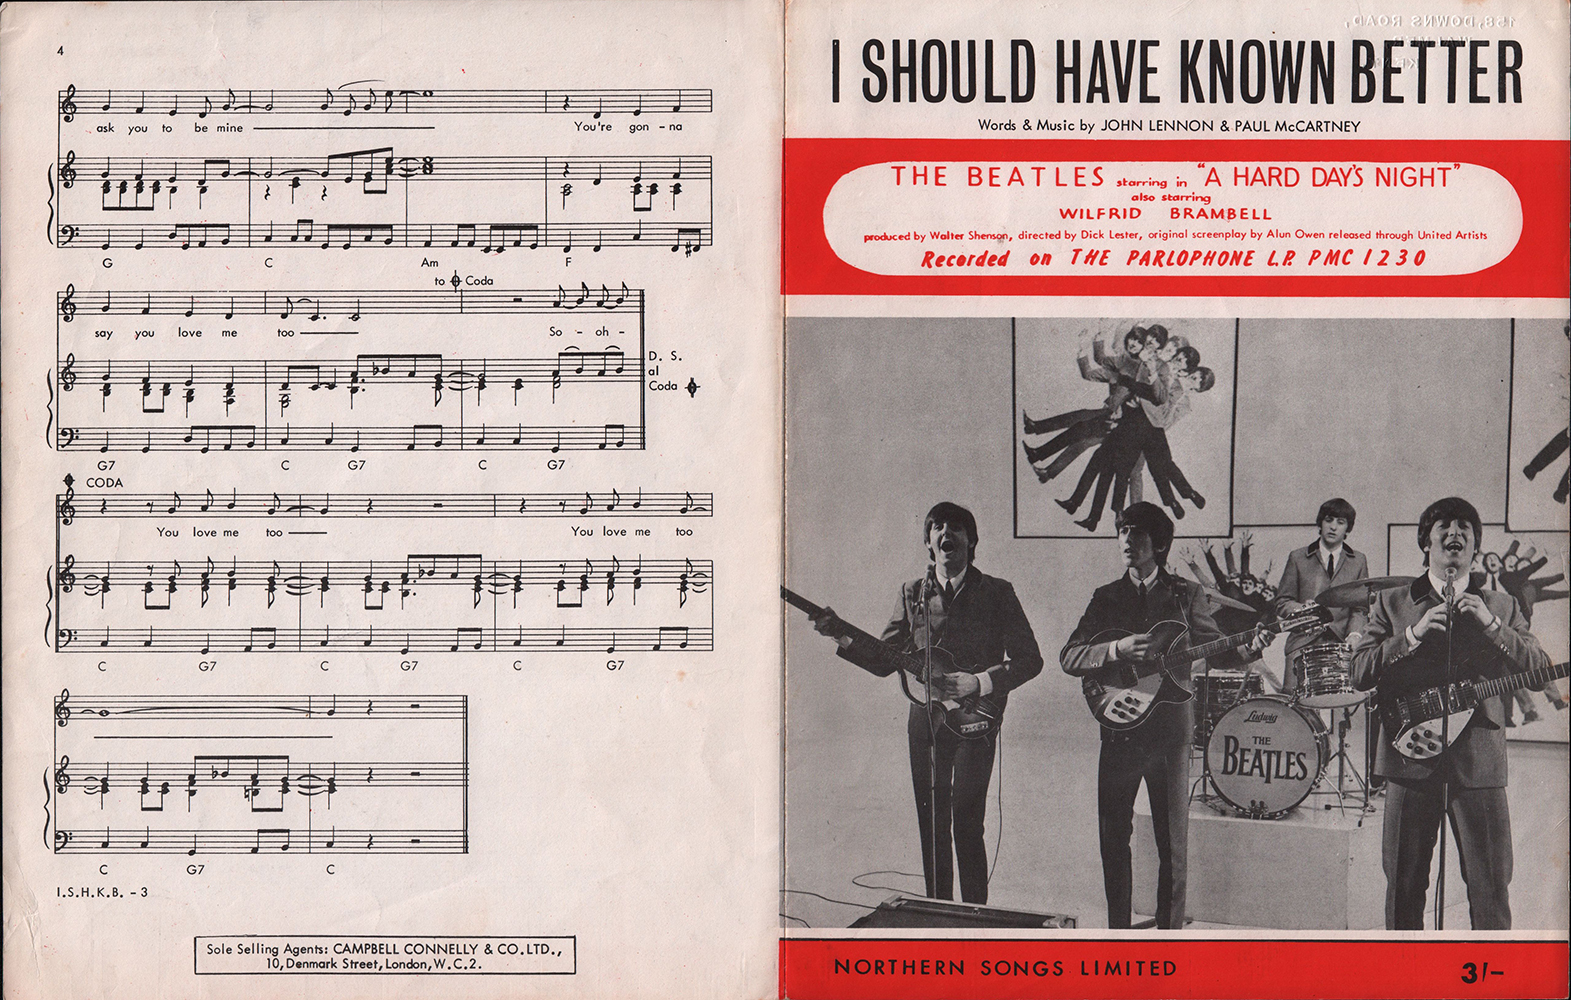 4
ask you to be mine You're gon - na
G C Am F
to Coda
say you love me too So - oh -
D. S.
al
Coda
G7 C G7 C G7
CODA
You love me too You love me too
C G7 C G7 C G7
C G7 C
I.S.H.K.B. - 3
Sole Selling Agents: CAMPBELL CONNELLY & CO. LTD.,
10, Denmark Street, London, W.C.2.
158, DOWNS ROAD,
I SHOULD HAVE KNOWN BETTER
Words & Music by JOHN LENNON & PAUL McCARTNEY
THE BEATLES starring in "A HARD DAY'S NIGHT"
also starring
WILFRID BRAMBELL
produced by Walter Shenson, directed by Dick Lester, original screenplay by Alun Owen released through United Artists
Recorded on THE PARLOPHONE L.P. PMC 1230
Ludwig
THE
BEATLES
NORTHERN SONGS LIMITED
3/-